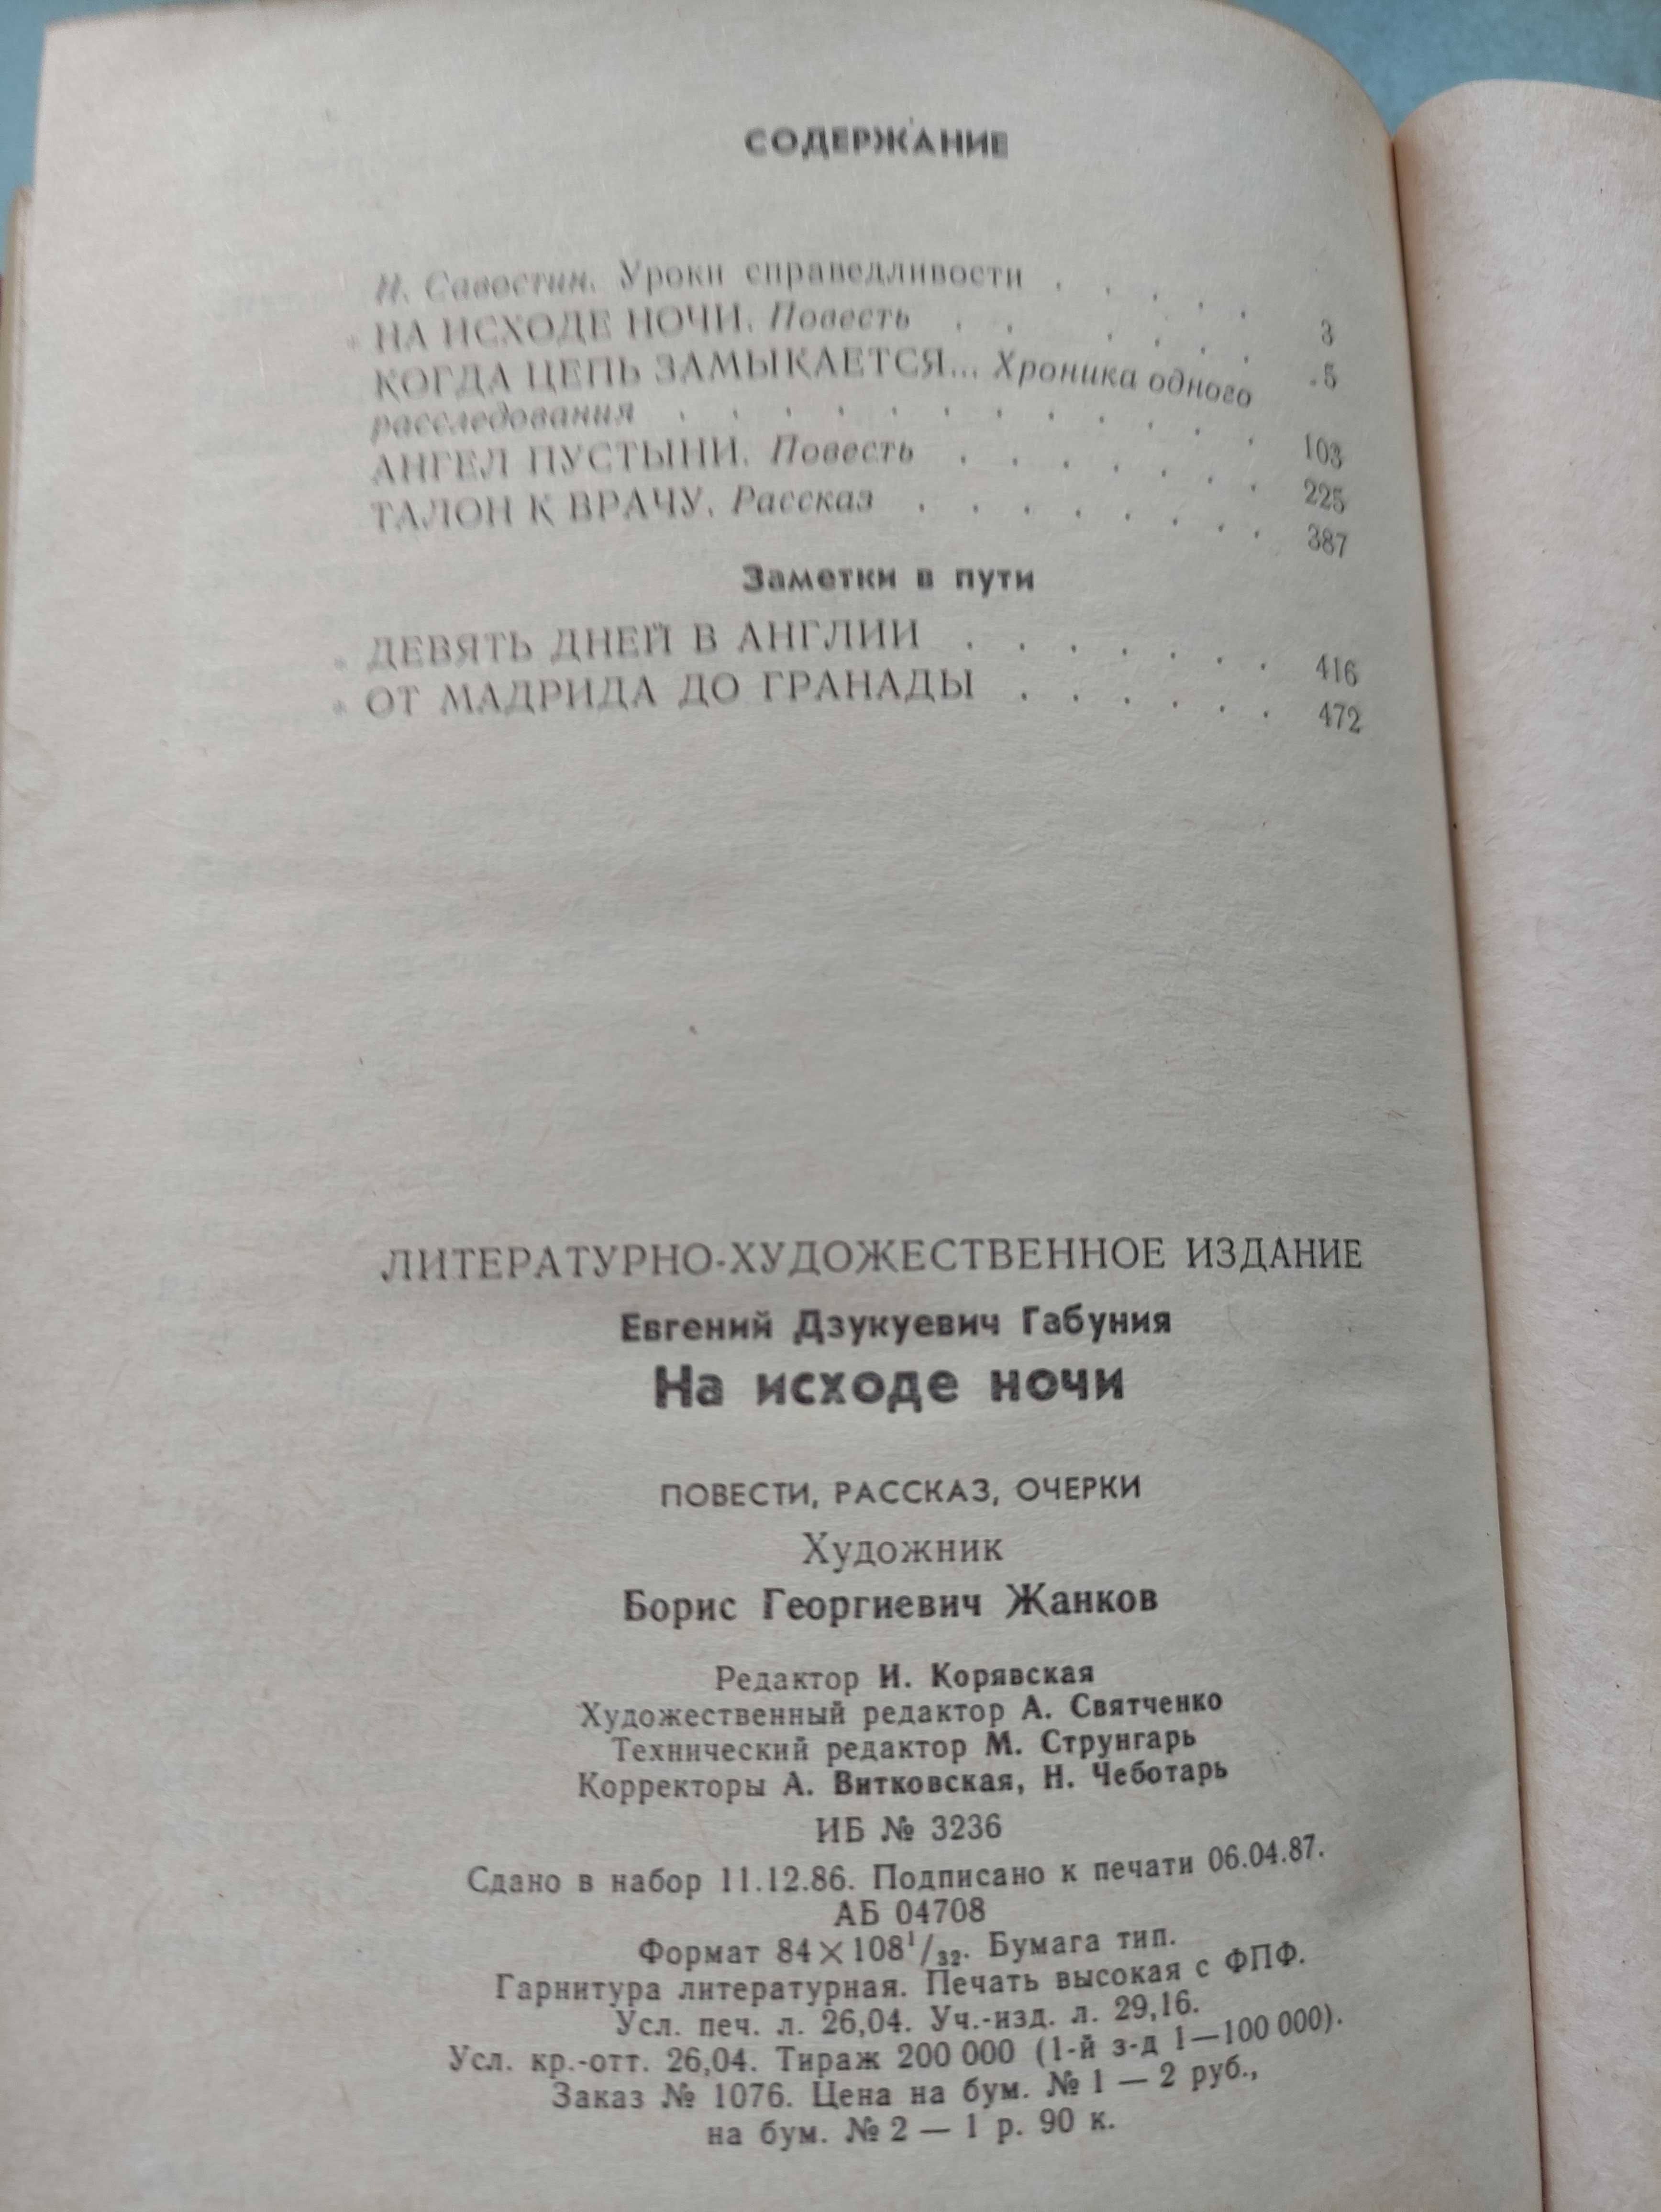 СОДЕРЖАНИЕ
Н. Савостин. Уроки справедливости . . . . . 3
* НА ИСХОДЕ НОЧИ. Повесть . . . . . . . 5
КОГДА ЦЕПЬ ЗАМЫКАЕТСЯ... Хроника одного
расследования . . . . . . . . . . . . 103
АНГЕЛ ПУСТЫНИ. Повесть . . . . . . . 225
ТАЛОН К ВРАЧУ. Рассказ . . . . . . . 387
Заметки в пути
* ДЕВЯТЬ ДНЕЙ В АНГЛИИ . . . . . . . 416
* ОТ МАДРИДА ДО ГРАНАДЫ . . . . . . 472
ЛИТЕРАТУРНО-ХУДОЖЕСТВЕННОЕ ИЗДАНИЕ
Евгений Дзукуевич Габуния
На исходе ночи
ПОВЕСТИ, РАССКАЗ, ОЧЕРКИ
Художник
Борис Георгиевич Жанков
Редактор И. Корявская
Художественный редактор А. Святченко
Технический редактор М. Струнгарь
Корректоры А. Витковская, Н. Чеботарь
ИБ № 3236
Сдано в набор 11.12.86. Подписано к печати 06.04.87.
АБ 04708
Формат 84×108¹/₃₂. Бумага тип.
Гарнитура литературная. Печать высокая с ФПФ.
Усл. печ. л. 26,04. Уч.-изд. л. 29,16.
Усл. кр.-отт. 26,04. Тираж 200 000 (1-й з-д 1—100 000).
Заказ № 1076. Цена на бум. № 1 — 2 руб.,
на бум. № 2 — 1 р. 90 к.